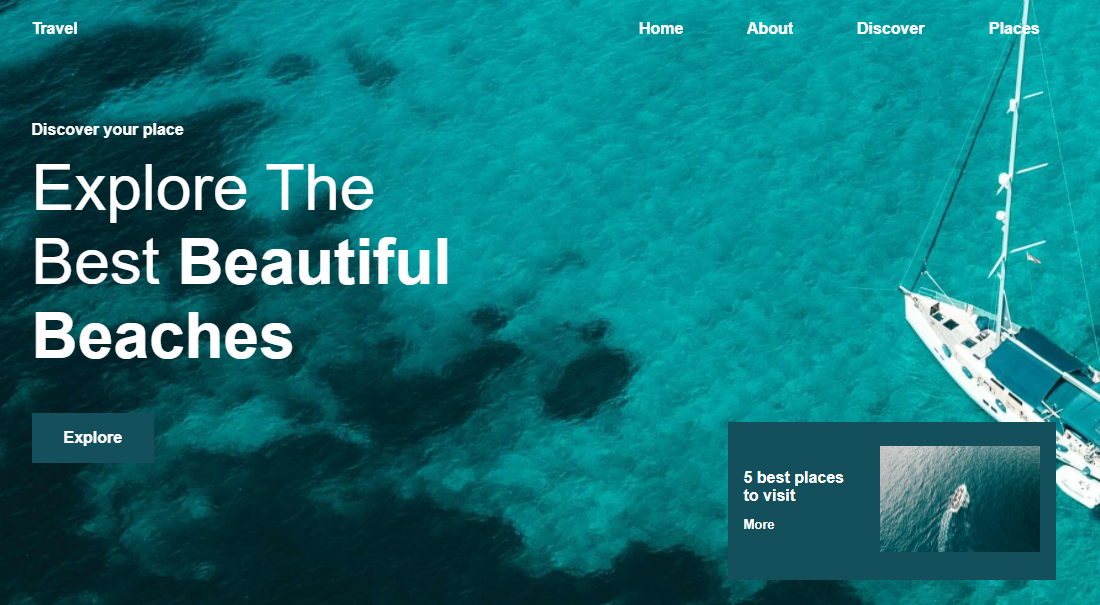 Travel
Home
About
Discover
Places
Discover your place
Explore The
Best Beautiful
Beaches
Explore
5 best places
to visit
More